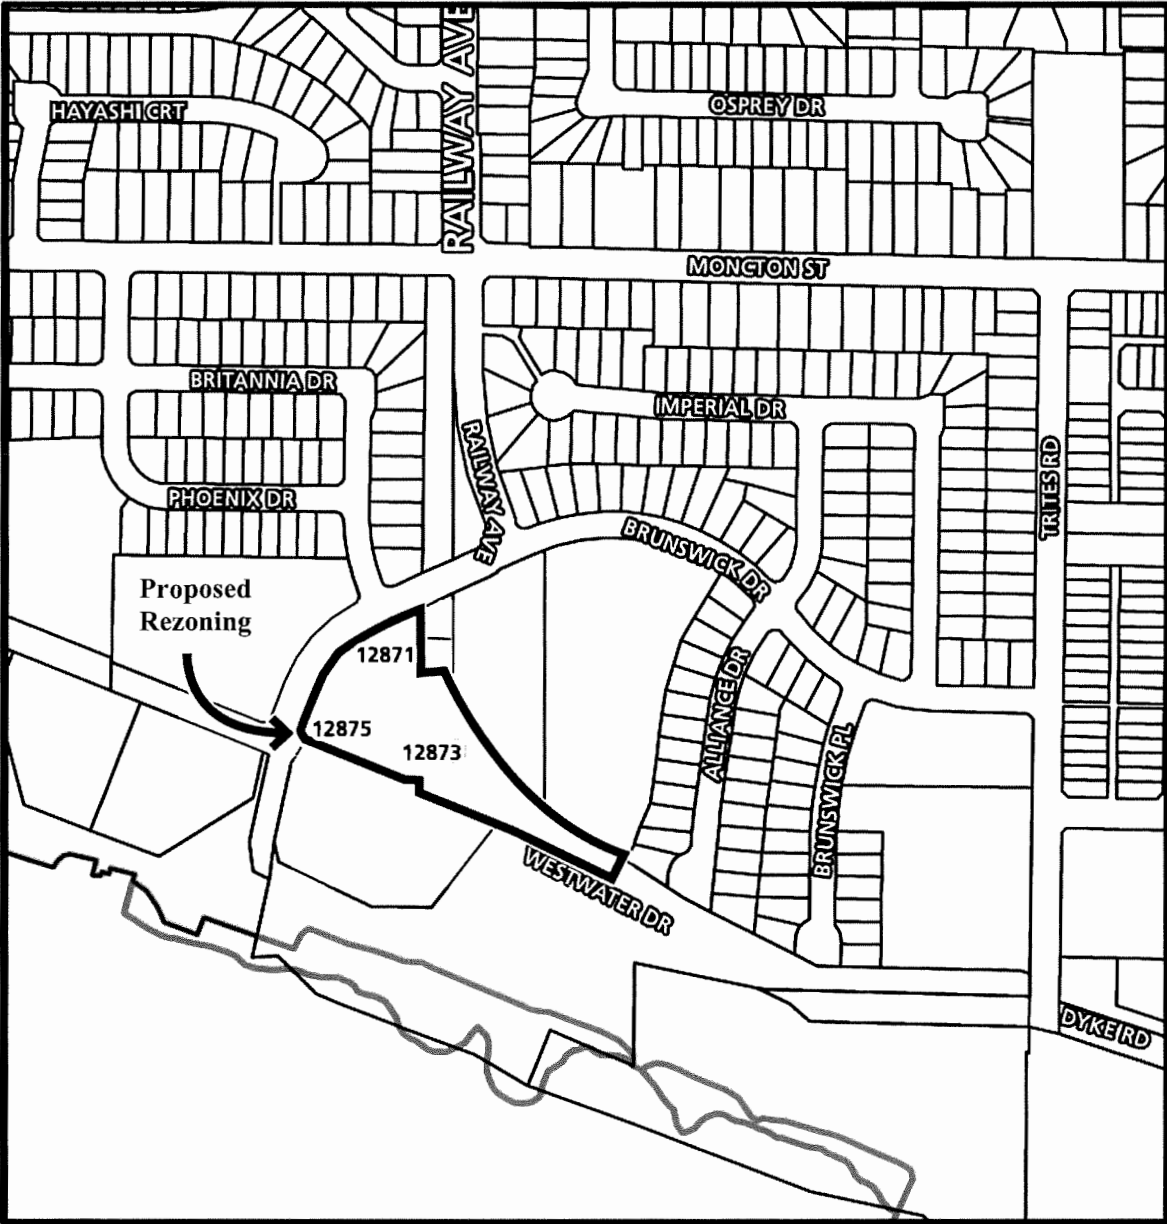 RAILWAY AVE
HAYASHI CRT
OSPREY DR
MONCTON ST
BRITANNIA DR
IMPERIAL DR
RAILWAY AVE
TRITES RD
PHOENIX DR
BRUNSWICK DR
Proposed
Rezoning
12871
ALLIANCE DR
12875
12873
BRUNSWICK PL
WESTWATER DR
DYKE RD